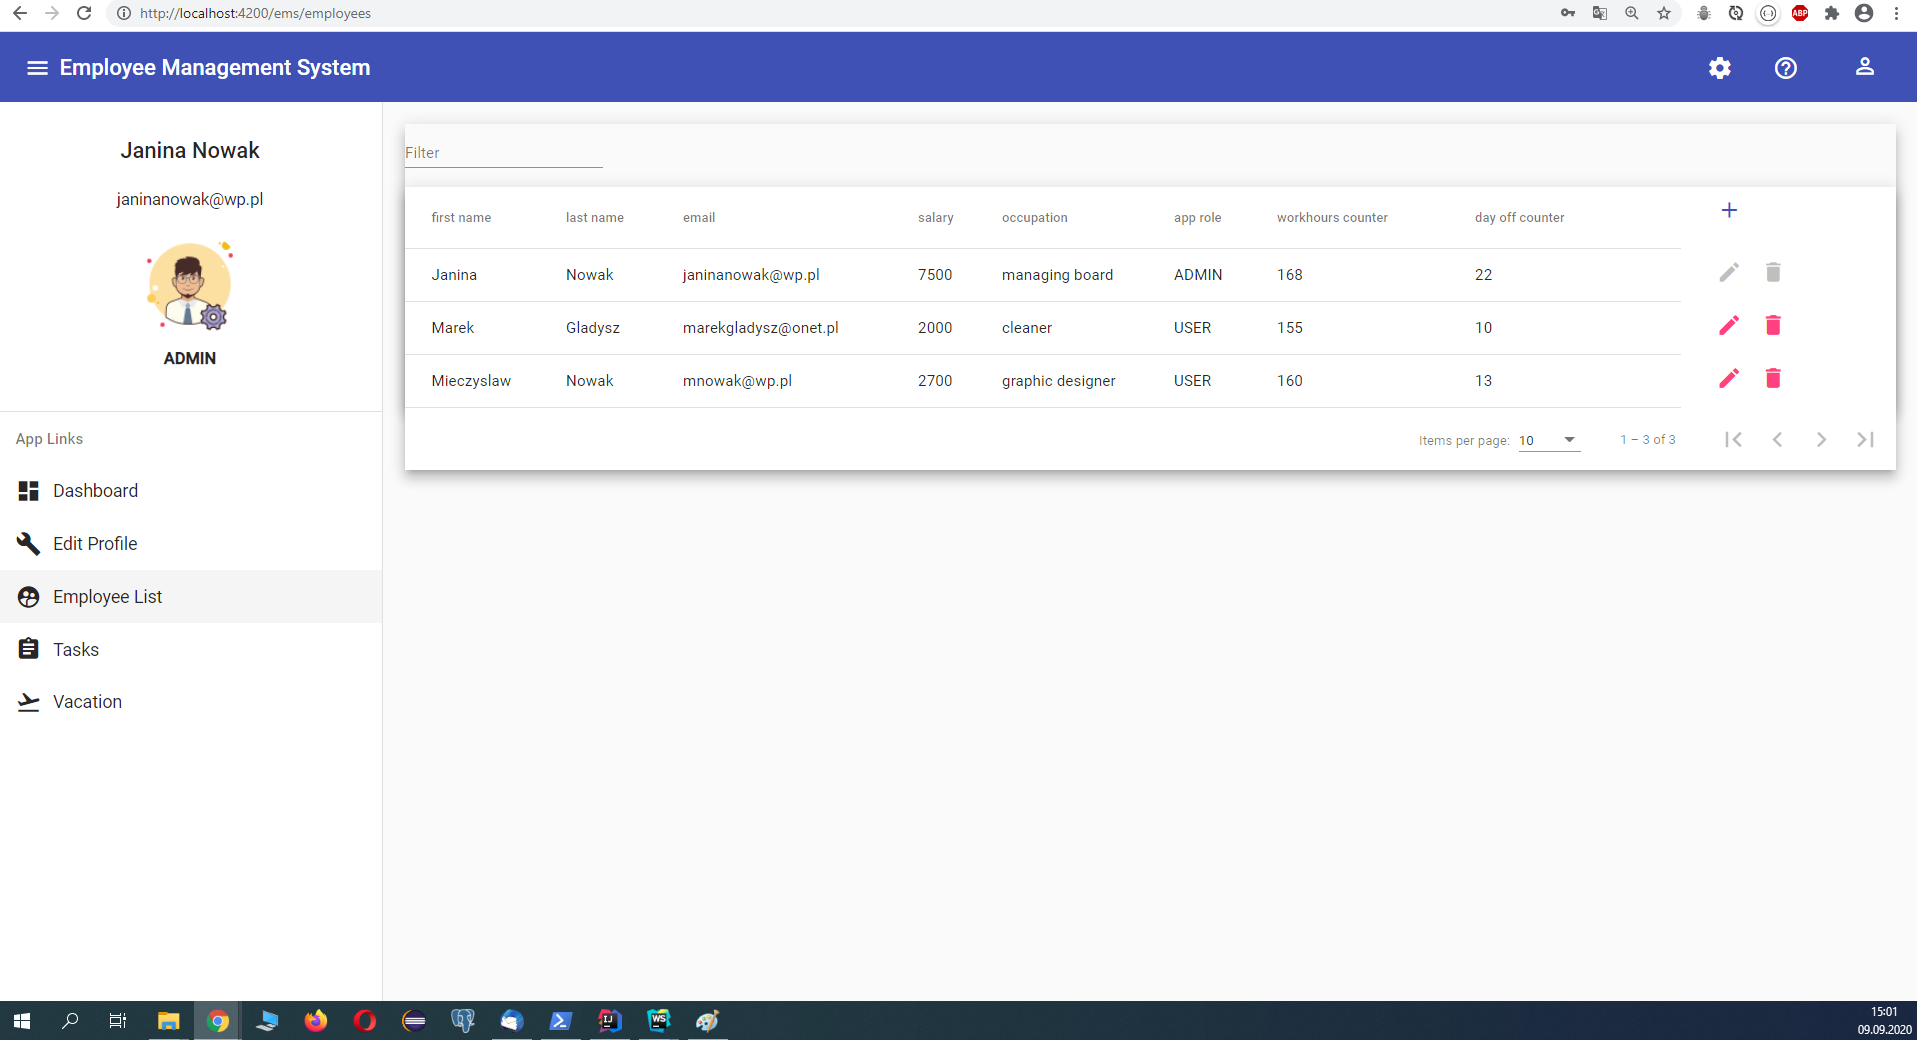 http://localhost:4200/ems/employees
ABP
Employee Management System
Janina Nowak
janinanowak@wp.pl
ADMIN
App Links
Dashboard
Edit Profile
Employee List
Tasks
Vacation
Filter
first name last name email salary occupation app role workhours counter day off counter
Janina Nowak janinanowak@wp.pl 7500 managing board ADMIN 168 22
Marek Gladysz marekgladysz@onet.pl 2000 cleaner USER 155 10
Mieczyslaw Nowak mnowak@wp.pl 2700 graphic designer USER 160 13
Items per page: 10 1 – 3 of 3
IJ
WS
15:01
09.09.2020